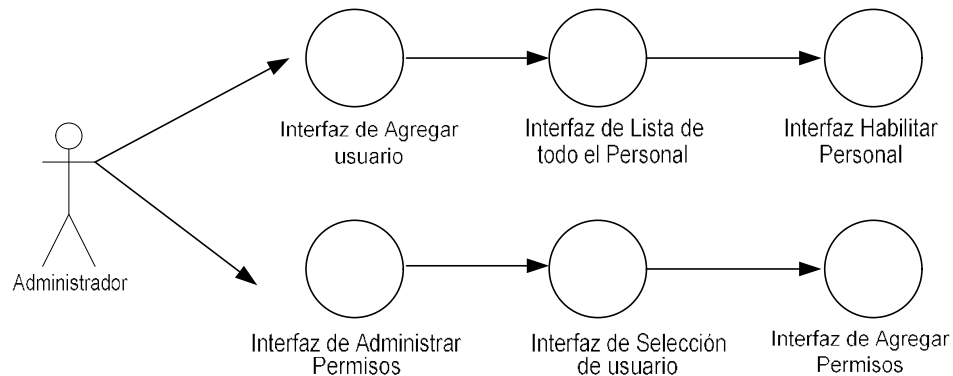 Interfaz de Agregar
usuario
Interfaz de Lista de
todo el Personal
Interfaz Habilitar
Personal
Administrador
Interfaz de Administrar
Permisos
Interfaz de Selección
de usuario
Interfaz de Agregar
Permisos